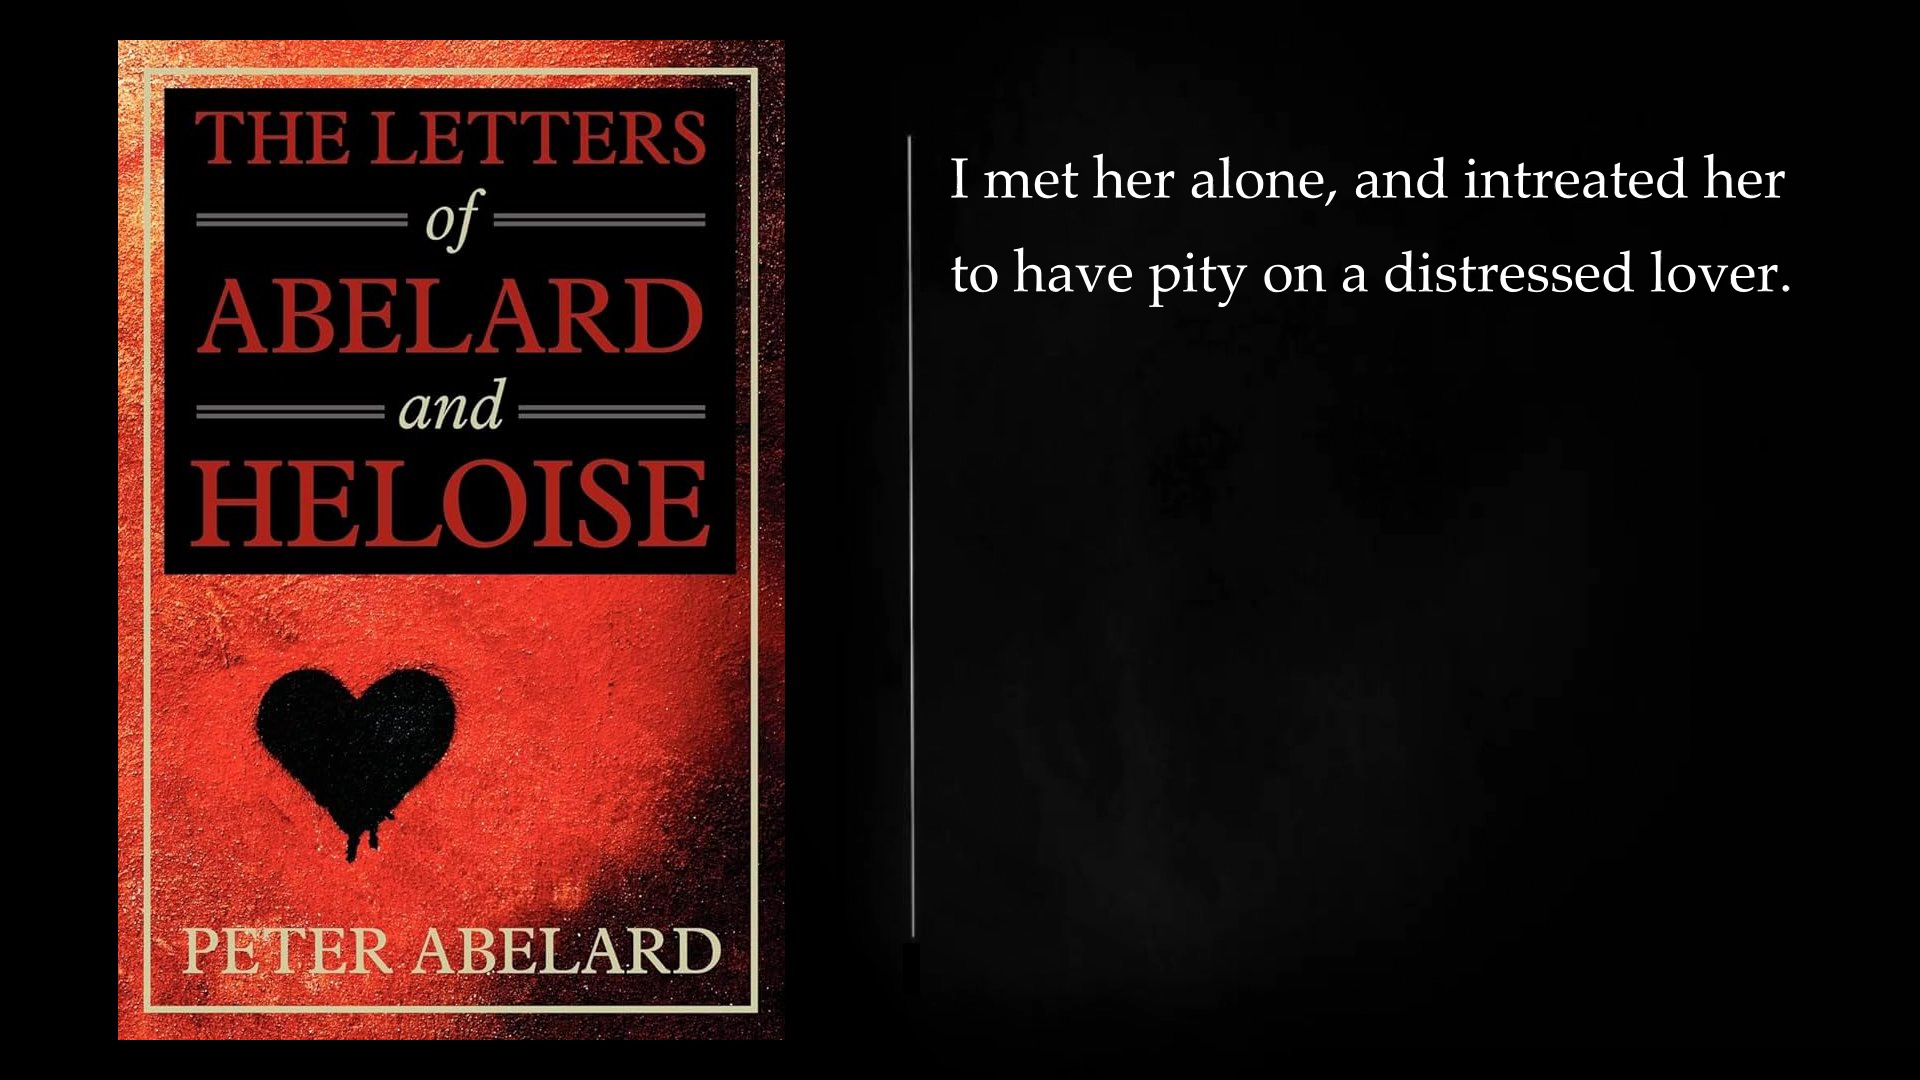 THE LETTERS
of
ABELARD
and
HELOISE
PETER ABELARD
I met her alone, and intreated her
to have pity on a distressed lover.